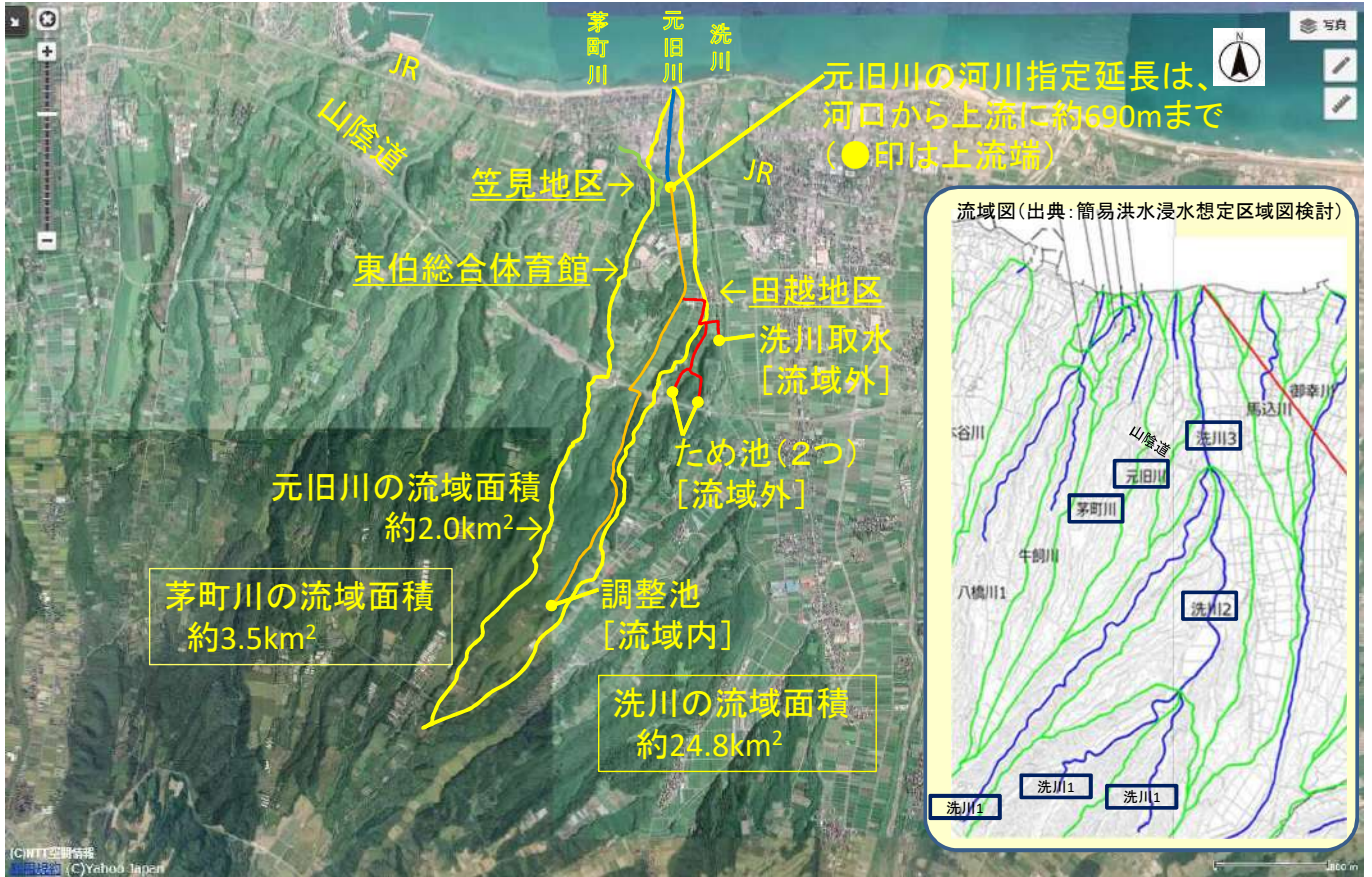 茅町川
元旧川
洗川
N
写真
JR
山陰道
元旧川の河川指定延長は、
河口から上流に約690mまで
(●印は上流端)
笠見地区→
JR
東伯総合体育館→
←田越地区
洗川取水
[流域外]
ため池(2つ)
[流域外]
元旧川の流域面積
約2.0km²→
茅町川の流域面積
約3.5km²
調整池
[流域内]
洗川の流域面積
約24.8km²
流域図(出典:簡易洪水浸水想定区域図検討)
御幸川
馬込川
山陰道
洗川3
元旧川
茅町川
牛飼川
八橋川1
洗川2
洗川1
洗川1
洗川1
(C)NTT空間情報
(C)Yahoo Japan